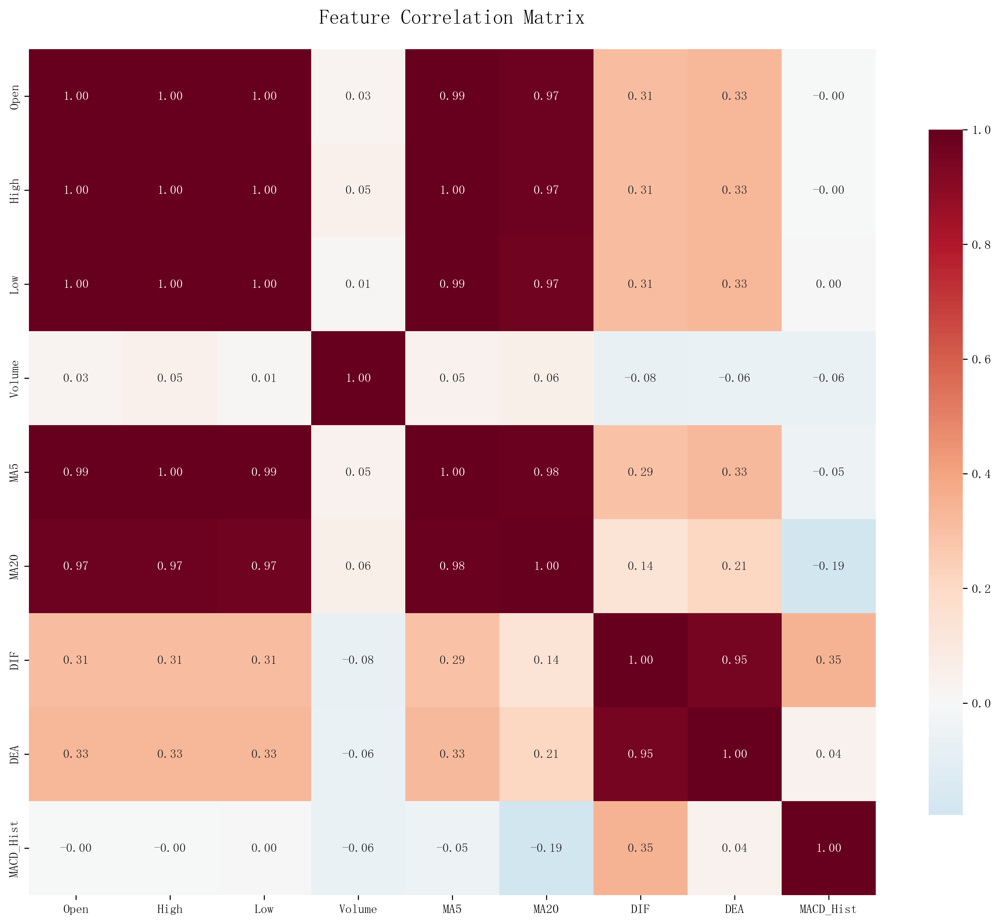 Feature Correlation Matrix
Open 1.00 1.00 1.00 0.03 0.99 0.97 0.31 0.33 -0.00
High 1.00 1.00 1.00 0.05 1.00 0.97 0.31 0.33 -0.00
Low 1.00 1.00 1.00 0.01 0.99 0.97 0.31 0.33 0.00
Volume 0.03 0.05 0.01 1.00 0.05 0.06 -0.08 -0.06 -0.06
MA5 0.99 1.00 0.99 0.05 1.00 0.98 0.29 0.33 -0.05
MA20 0.97 0.97 0.97 0.06 0.98 1.00 0.14 0.21 -0.19
DIF 0.31 0.31 0.31 -0.08 0.29 0.14 1.00 0.95 0.35
DEA 0.33 0.33 0.33 -0.06 0.33 0.21 0.95 1.00 0.04
MACD_Hist -0.00 -0.00 0.00 -0.06 -0.05 -0.19 0.35 0.04 1.00
Open High Low Volume MA5 MA20 DIF DEA MACD_Hist
1.0
0.8
0.6
0.4
0.2
0.0